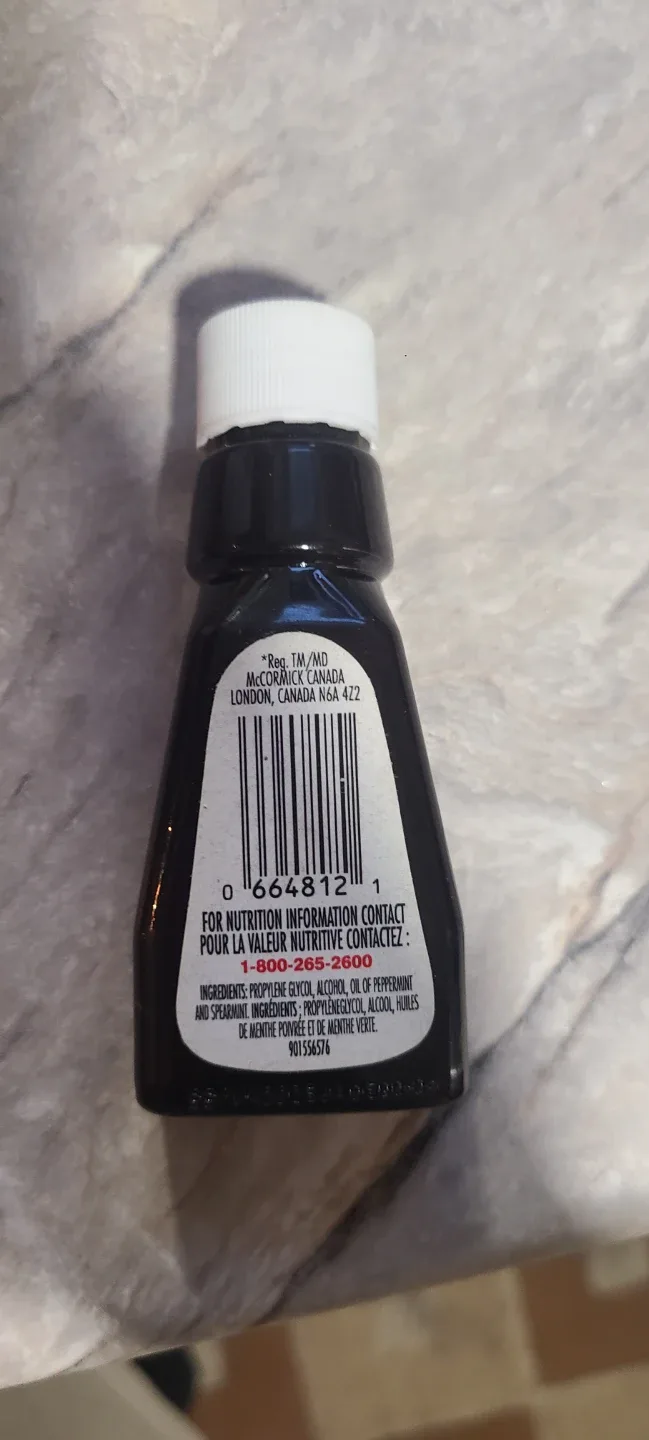 *Reg. TM/MD
McCORMICK CANADA
LONDON, CANADA N6A 4Z2
0 664812 1
FOR NUTRITION INFORMATION CONTACT
POUR LA VALEUR NUTRITIVE CONTACTEZ :
1-800-265-2600
INGREDIENTS: PROPYLENE GLYCOL, ALCOHOL, OIL OF PEPPERMINT
AND SPEARMINT. INGRÉDIENTS : PROPYLÈNEGLYCOL, ALCOOL, HUILES
DE MENTHE POIVRÉE ET DE MENTHE VERTE.
901556576